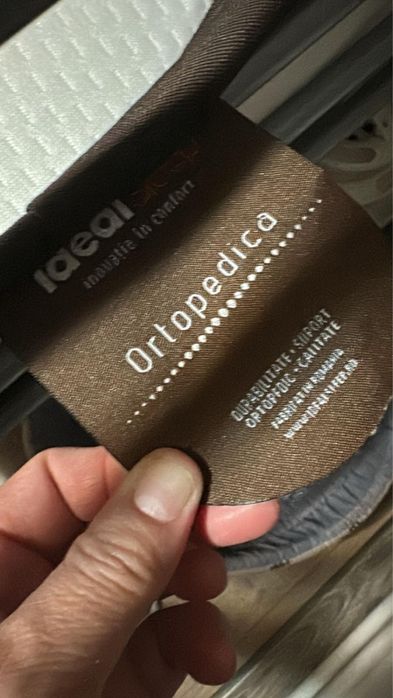 ideal
inovatie in confort
Ortopedica
DURABILITATE - SUPORT
ORTOPEDIC - CALITATE
FABRICAT IN ROMANIA